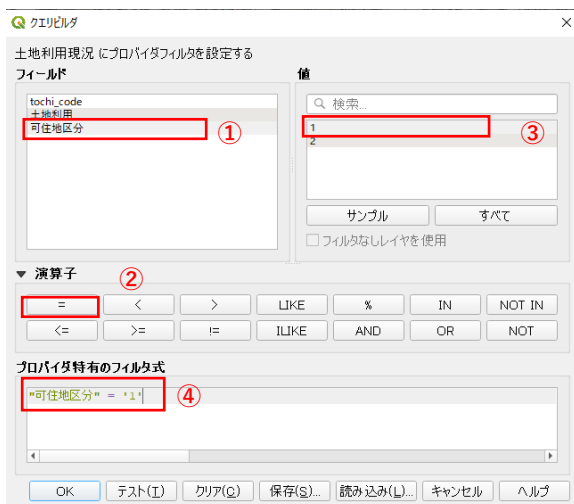 クエリビルダ
土地利用現況 にプロバイダフィルタを設定する
フィールド
値
tochi_code
土地利用
可住地区分
①
検索...
1
2
③
サンプル
すべて
フィルタなしレイヤを使用
▼ 演算子
②
= < > LIKE % IN NOT IN
<= >= != ILIKE AND OR NOT
プロバイダ特有のフィルタ式
"可住地区分" = '1'
④
OK テスト(T) クリア(C) 保存(S)... 読み込み(L)... キャンセル ヘルプ